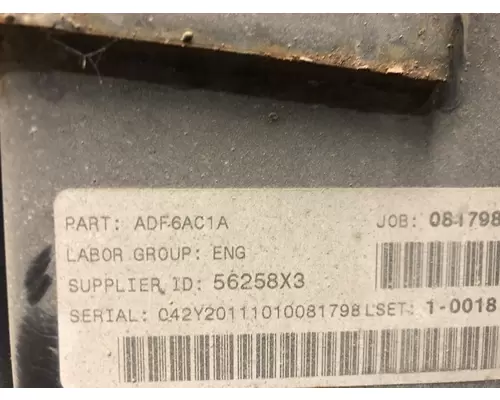 PART: ADF6AC1A JOB: 081798
LABOR GROUP: ENG
SUPPLIER ID: 56258X3
SERIAL: 042Y20111010081798 LSET: 1-0018